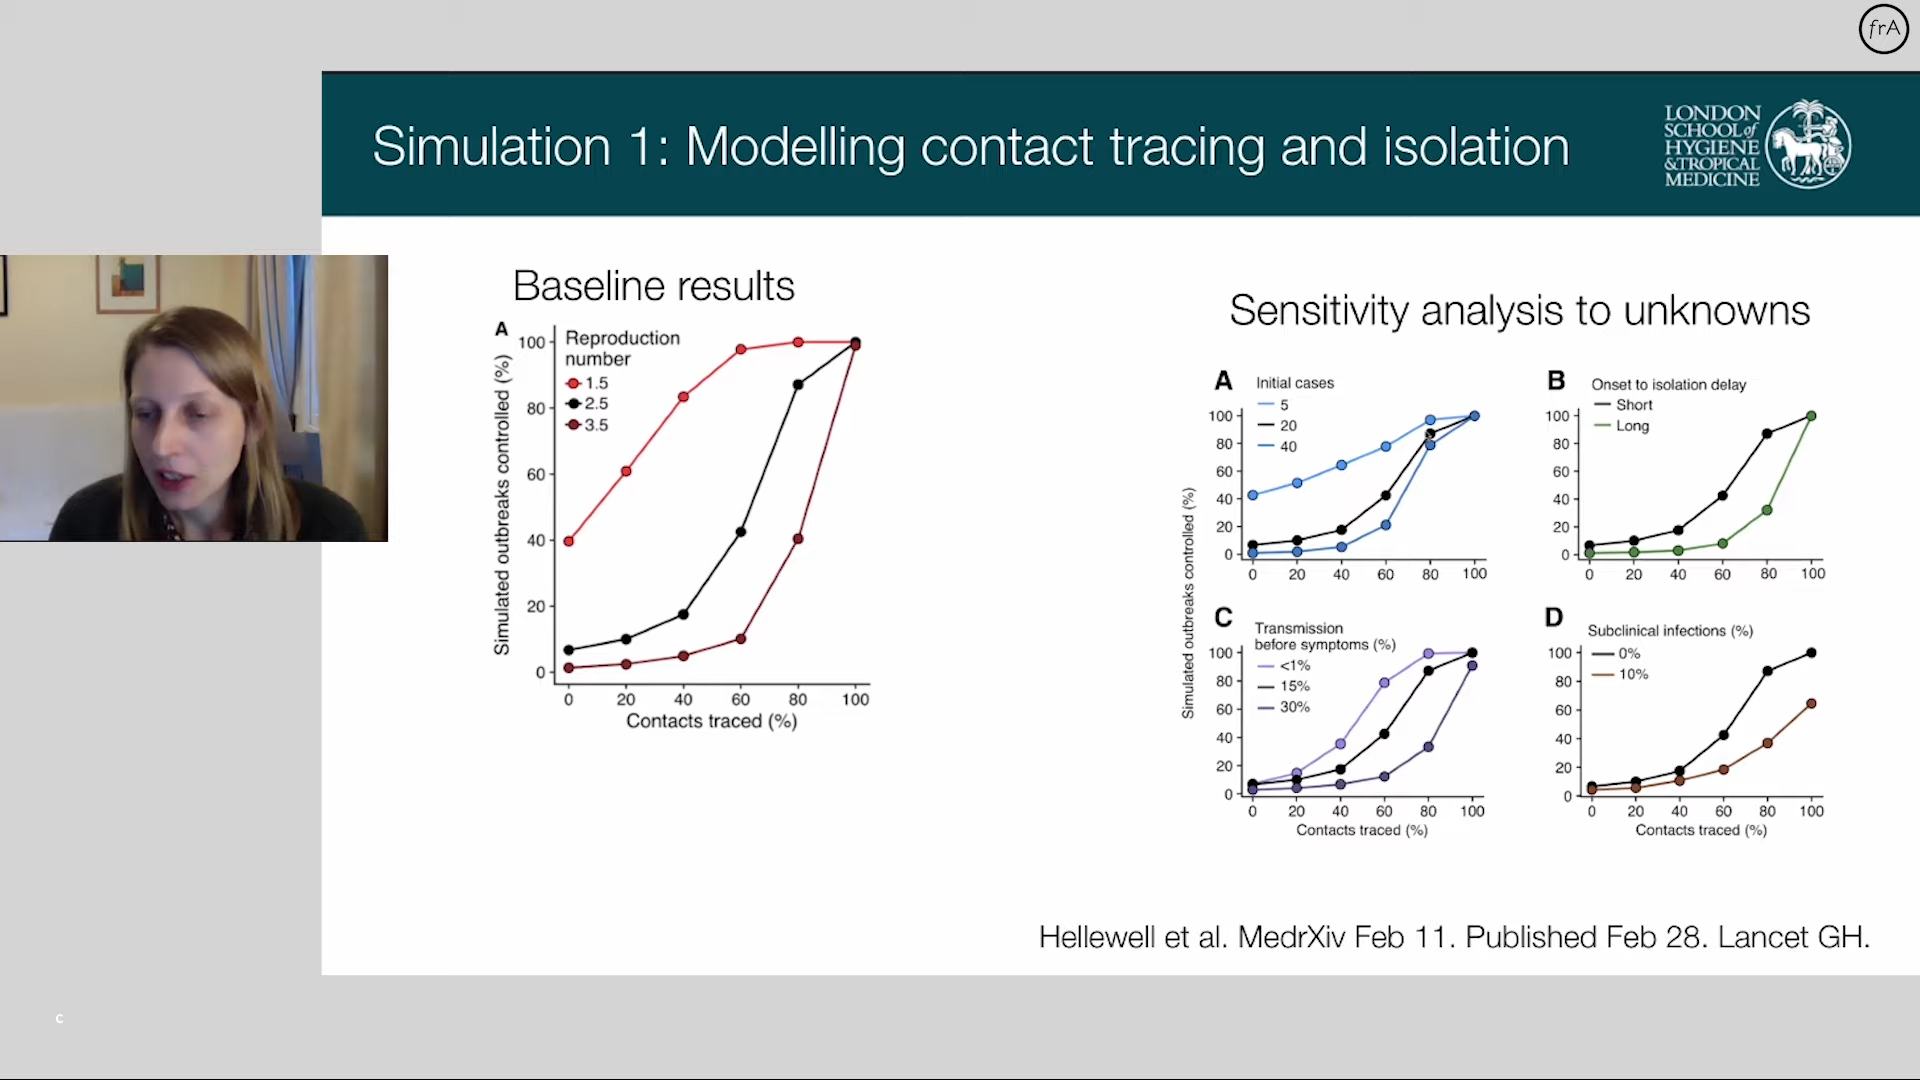 frA
Simulation 1: Modelling contact tracing and isolation
LONDON
SCHOOL of
HYGIENE
& TROPICAL
MEDICINE
Baseline results
A
Reproduction
number
1.5
2.5
3.5
100
80
60
40
20
0
Simulated outbreaks controlled (%)
0 20 40 60 80 100
Contacts traced (%)
Sensitivity analysis to unknowns
Simulated outbreaks controlled (%)
A
Initial cases
5
20
40
100
80
60
40
20
0
0 20 40 60 80 100
B
Onset to isolation delay
Short
Long
100
80
60
40
20
0
0 20 40 60 80 100
C
Transmission
before symptoms (%)
<1%
15%
30%
100
80
60
40
20
0
0 20 40 60 80 100
Contacts traced (%)
D
Subclinical infections (%)
0%
10%
100
80
60
40
20
0
0 20 40 60 80 100
Contacts traced (%)
Hellewell et al. MedrXiv Feb 11. Published Feb 28. Lancet GH.
c